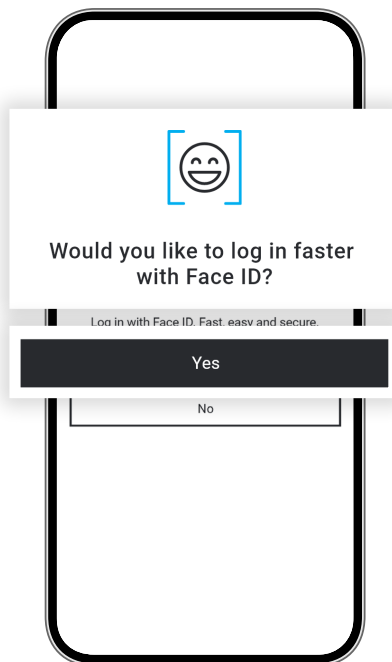 Would you like to log in faster
with Face ID?
Log in with Face ID. Fast, easy and secure.
Yes
No